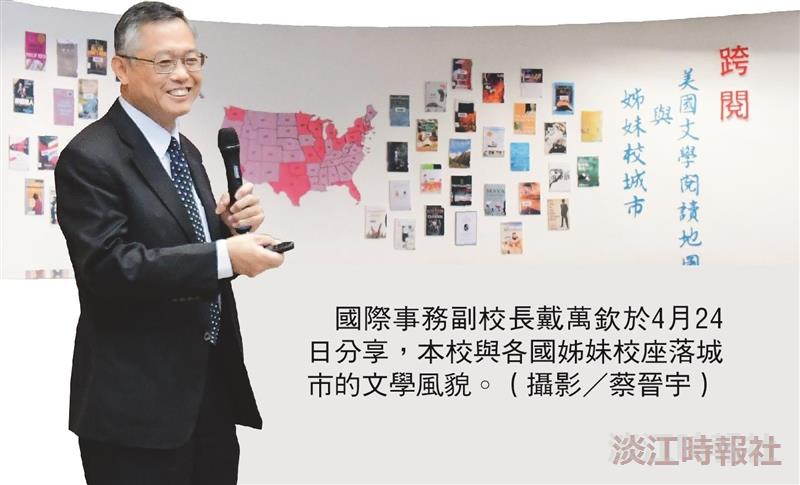 跨閱
美國文學閱讀地圖
與
姊妹校城市
國際事務副校長戴萬欽於4月24
日分享，本校與各國姊妹校座落城
市的文學風貌。（攝影／蔡晉宇）
淡江時報社